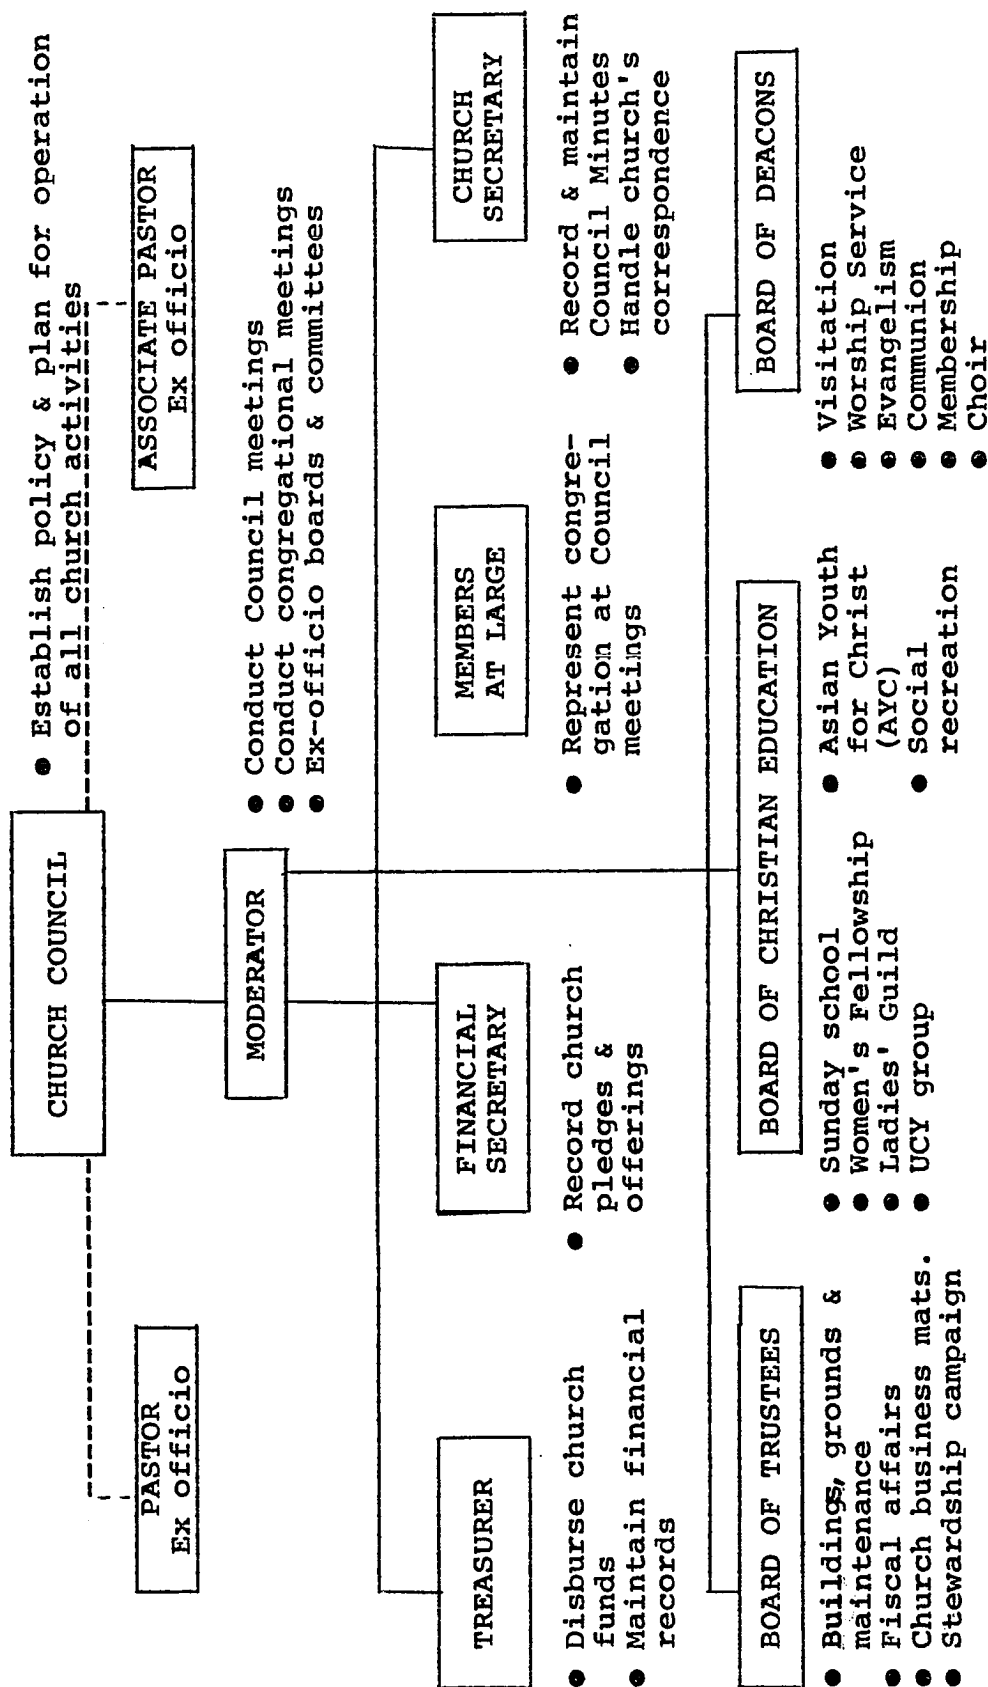 CHURCH COUNCIL
● Establish policy & plan for operation
of all church activities
PASTOR
Ex officio
ASSOCIATE PASTOR
Ex officio
MODERATOR
● Conduct Council meetings
● Conduct congregational meetings
● Ex-officio boards & committees
TREASURER
● Disburse church
funds
● Maintain financial
records
FINANCIAL
SECRETARY
● Record church
pledges &
offerings
MEMBERS
AT LARGE
● Represent congre-
gation at Council
meetings
CHURCH
SECRETARY
● Record & maintain
Council Minutes
● Handle church's
correspondence
BOARD OF TRUSTEES
● Buildings, grounds &
maintenance
● Fiscal affairs
● Church business mats.
● Stewardship campaign
BOARD OF CHRISTIAN EDUCATION
● Sunday school
● Women's Fellowship
● Ladies' Guild
● UCY group
● Asian Youth
for Christ
(AYC)
● Social
recreation
BOARD OF DEACONS
● Visitation
● Worship Service
● Evangelism
● Communion
● Membership
● Choir